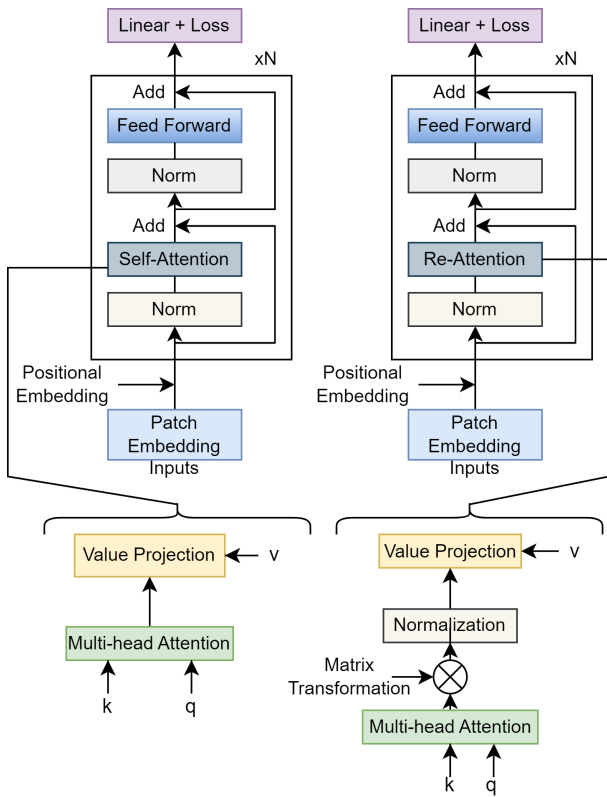 Linear + Loss
xN
Add
Feed Forward
Norm
Add
Self-Attention
Norm
Positional
Embedding
Patch
Embedding
Inputs
Value Projection
v
Multi-head Attention
k
q
Linear + Loss
xN
Add
Feed Forward
Norm
Add
Re-Attention
Norm
Positional
Embedding
Patch
Embedding
Inputs
Value Projection
v
Normalization
Matrix
Transformation
Multi-head Attention
k
q